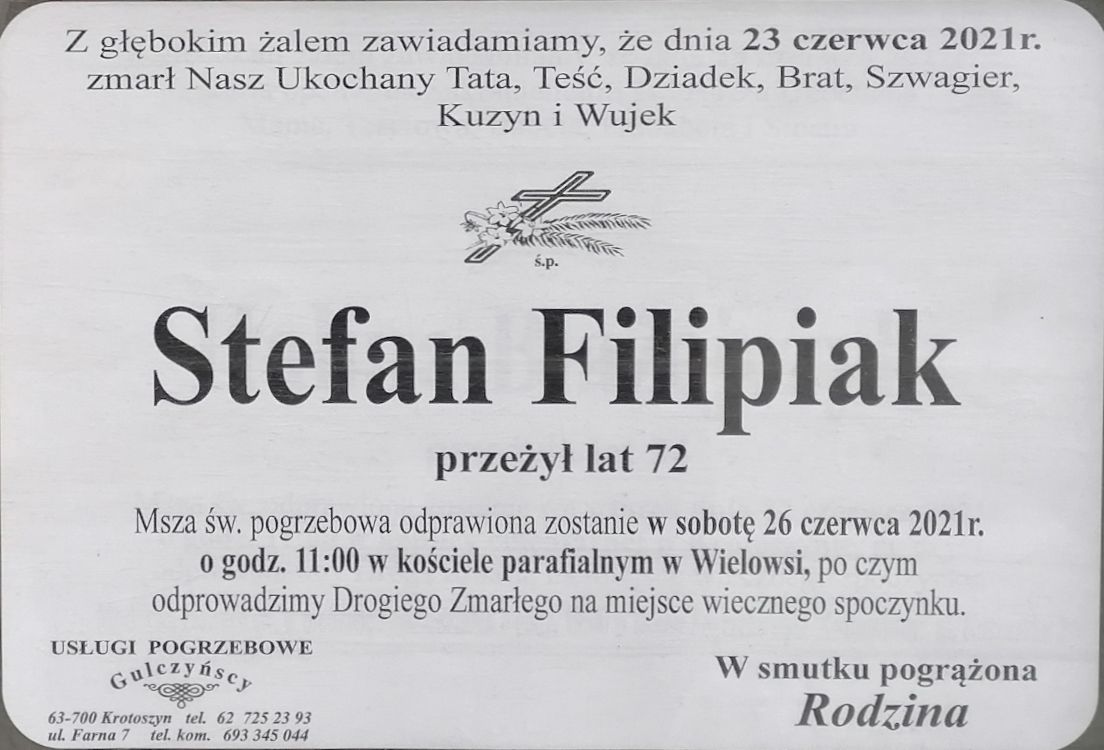 Z głębokim żalem zawiadamiamy, że dnia 23 czerwca 2021r.
zmarł Nasz Ukochany Tata, Teść, Dziadek, Brat, Szwagier,
Kuzyn i Wujek
ś.p.
Stefan Filipiak
przeżył lat 72
Msza św. pogrzebowa odprawiona zostanie w sobotę 26 czerwca 2021r.
o godz. 11:00 w kościele parafialnym w Wielowsi, po czym
odprowadzimy Drogiego Zmarłego na miejsce wiecznego spoczynku.
USŁUGI POGRZEBOWE
Gulczyńscy
63-700 Krotoszyn tel. 62 725 23 93
ul. Farna 7 tel. kom. 693 345 044
W smutku pogrążona
Rodzina